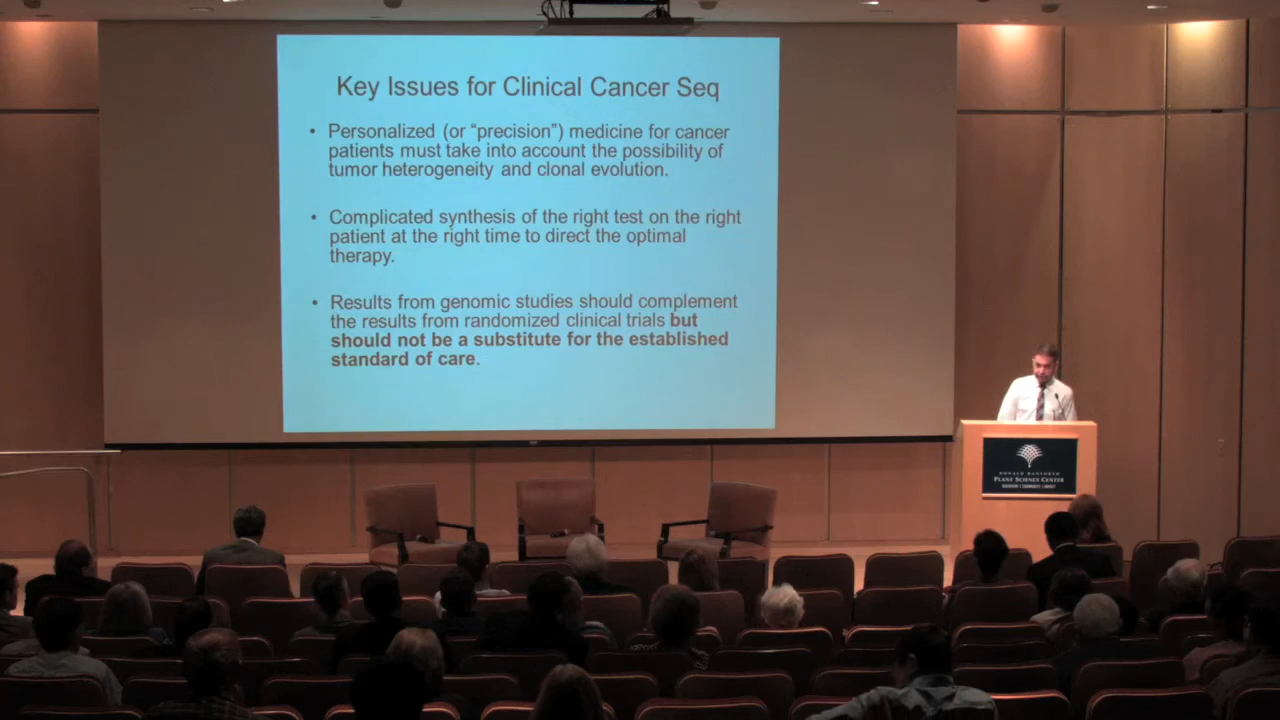 Key Issues for Clinical Cancer Seq
• Personalized (or “precision”) medicine for cancer
patients must take into account the possibility of
tumor heterogeneity and clonal evolution.
• Complicated synthesis of the right test on the right
patient at the right time to direct the optimal
therapy.
• Results from genomic studies should complement
the results from randomized clinical trials but
should not be a substitute for the established
standard of care.
DONALD DANFORTH
PLANT SCIENCE CENTER